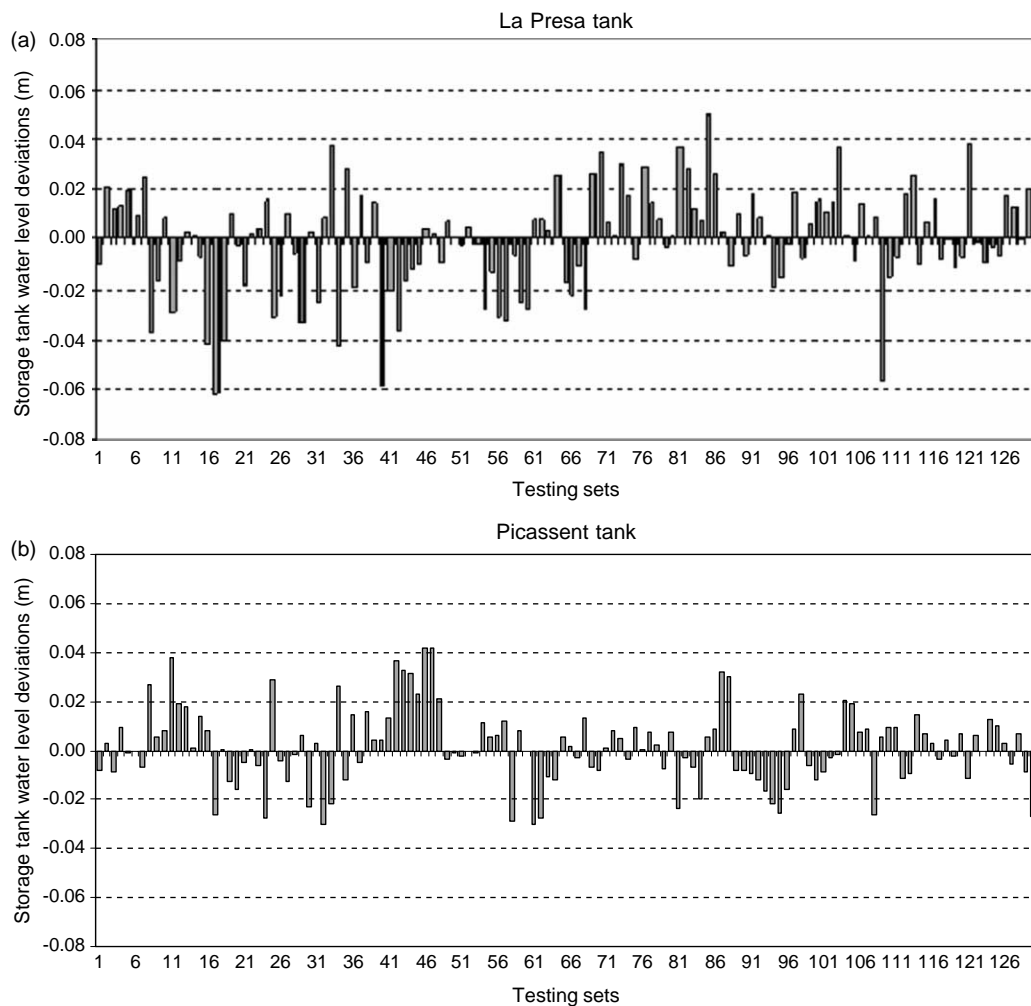 La Presa tank
(a)
Storage tank water level deviations (m)
0.08
0.06
0.04
0.02
0.00
-0.02
-0.04
-0.06
-0.08
1 6 11 16 21 26 31 36 41 46 51 56 61 66 71 76 81 86 91 96 101 106 111 116 121 126
Testing sets
Picassent tank
(b)
Storage tank water level deviations (m)
0.08
0.06
0.04
0.02
0.00
-0.02
-0.04
-0.06
-0.08
1 6 11 16 21 26 31 36 41 46 51 56 61 66 71 76 81 86 91 96 101 106 111 116 121 126
Testing sets